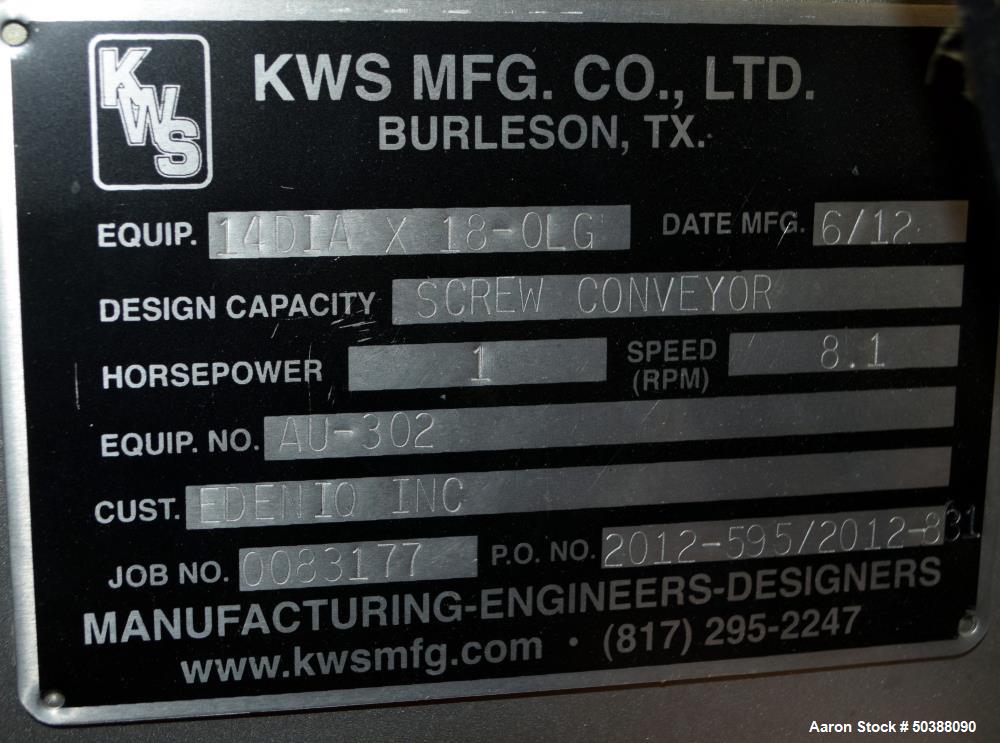 KWS
KWS MFG. CO., LTD.
BURLESON, TX.
EQUIP. 14DIA X 18-0LG DATE MFG. 6/12
DESIGN CAPACITY SCREW CONVEYOR
HORSEPOWER 1 SPEED (RPM) 8.1
EQUIP. NO. AU-302
CUST. EDENIQ INC
JOB NO. 0083177 P.O. NO. 2012-595/2012-831
MANUFACTURING-ENGINEERS-DESIGNERS
www.kwsmfg.com · (817) 295-2247
Aaron Stock # 50388090